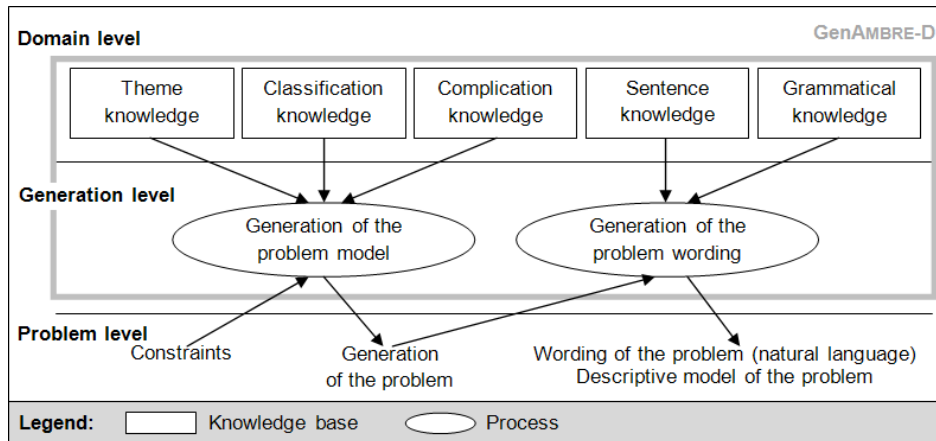 Domain level
GenAMBRE-D
Theme
knowledge
Classification
knowledge
Complication
knowledge
Sentence
knowledge
Grammatical
knowledge
Generation level
Generation of the
problem model
Generation of the
problem wording
Problem level
Constraints
Generation
of the problem
Wording of the problem (natural language)
Descriptive model of the problem
Legend:
Knowledge base
Process